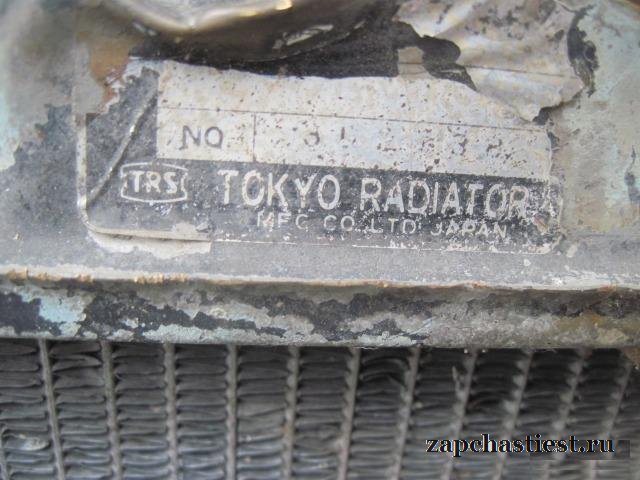 NO
TRS TOKYO RADIATOR
MFG CO.,LTD JAPAN
zapchastiest.ru